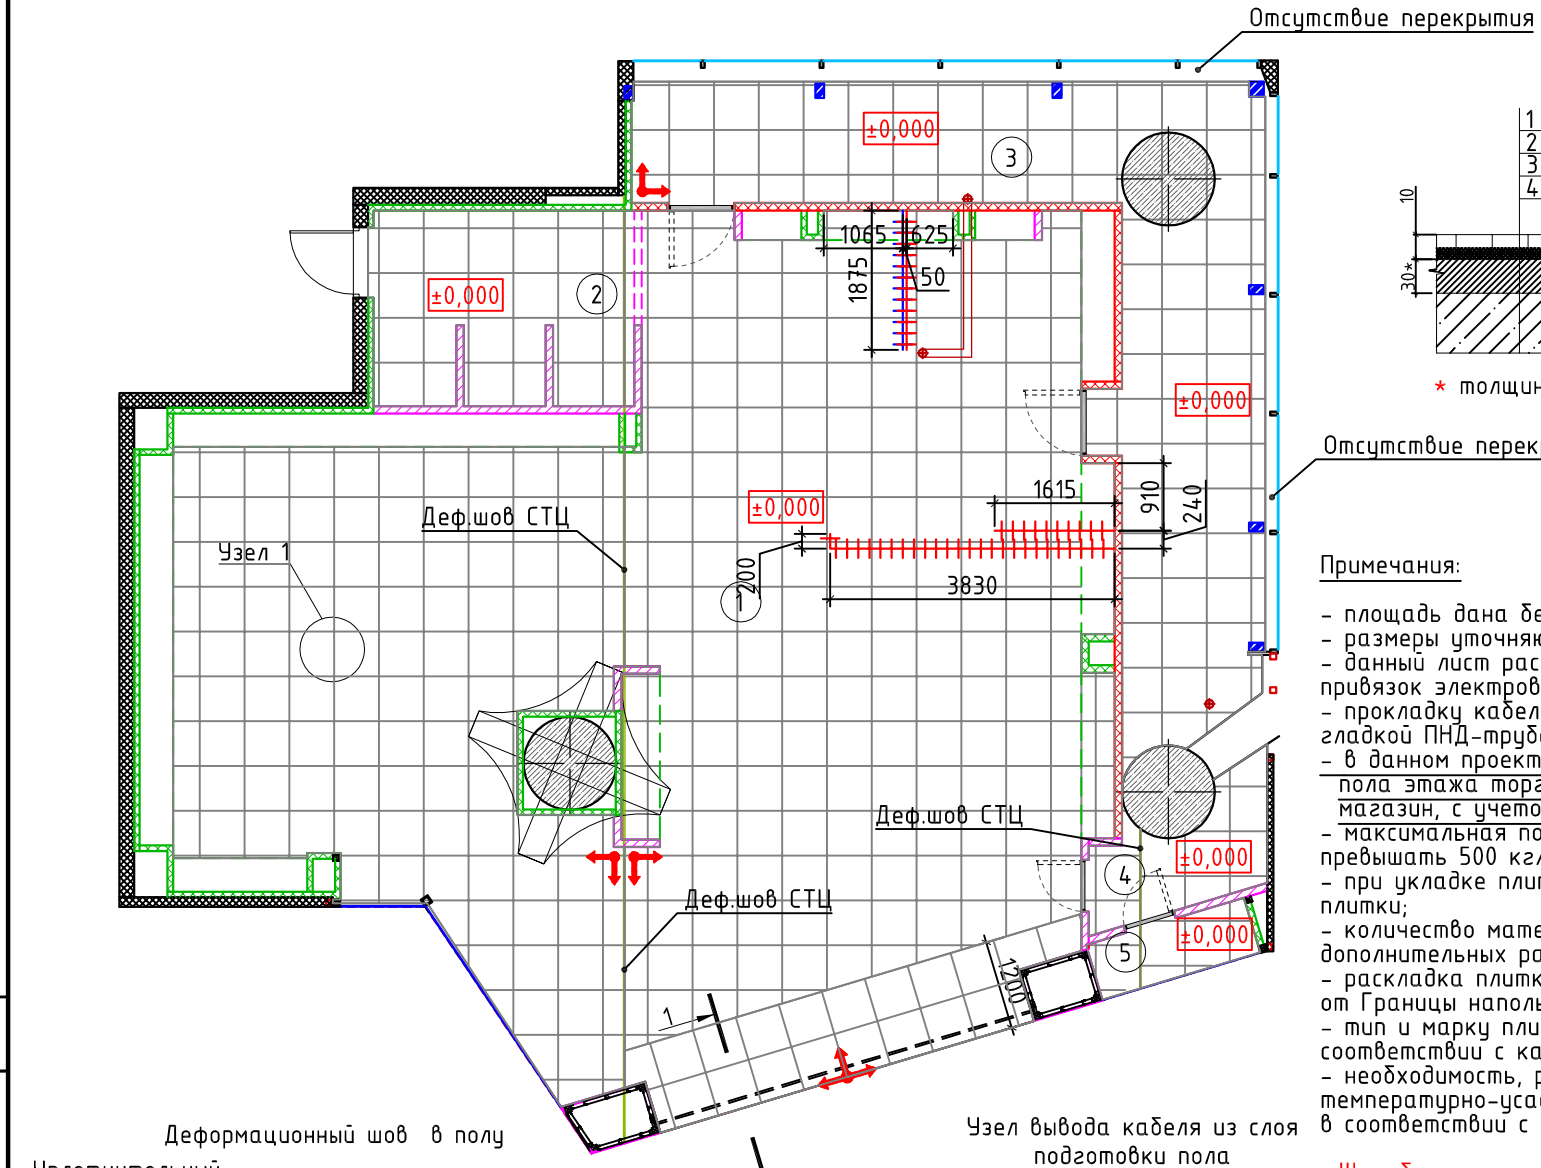 Отсутствие перекрытия
±0,000
3
1
2
3
4
10
30*
* толщин
1065
625
1875
50
±0,000
2
±0,000
Отсутствие перек
±0,000
1615
910
240
Деф.шов СТЦ
Узел 1
200
3830
1
Примечания:
- площадь дана бе
- размеры уточняю
- данный лист рас
привязок электров
- прокладку кабел
гладкой ПНД-трубе
- в данном проект
пола этажа торг
магазин, с учето
- максимальная по
превышать 500 кг/
- при укладке плит
плитки;
- количество мате
дополнительных ра
- раскладка плитк
от Границы наполь
- тип и марку пли
соответствии с ка
- необходимость, р
температурно-усад
в соответствии с
Деф.шов СТЦ
±0,000
4
Деф.шов СТЦ
±0,000
5
1200
1
Деформационный шов в полу
Узел вывода кабеля из слоя
подготовки пола